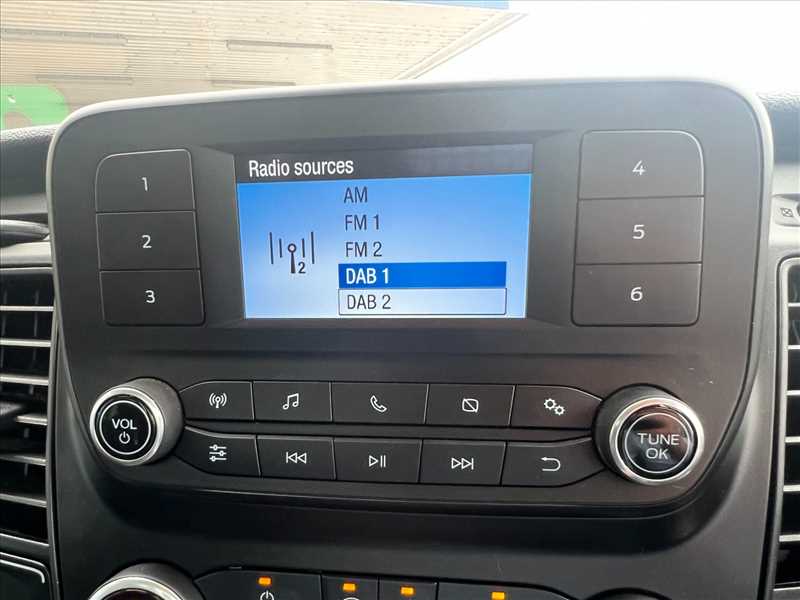 Radio sources
AM
FM 1
FM 2
DAB 1
DAB 2
2
1
2
3
4
5
6
VOL
TUNE
OK